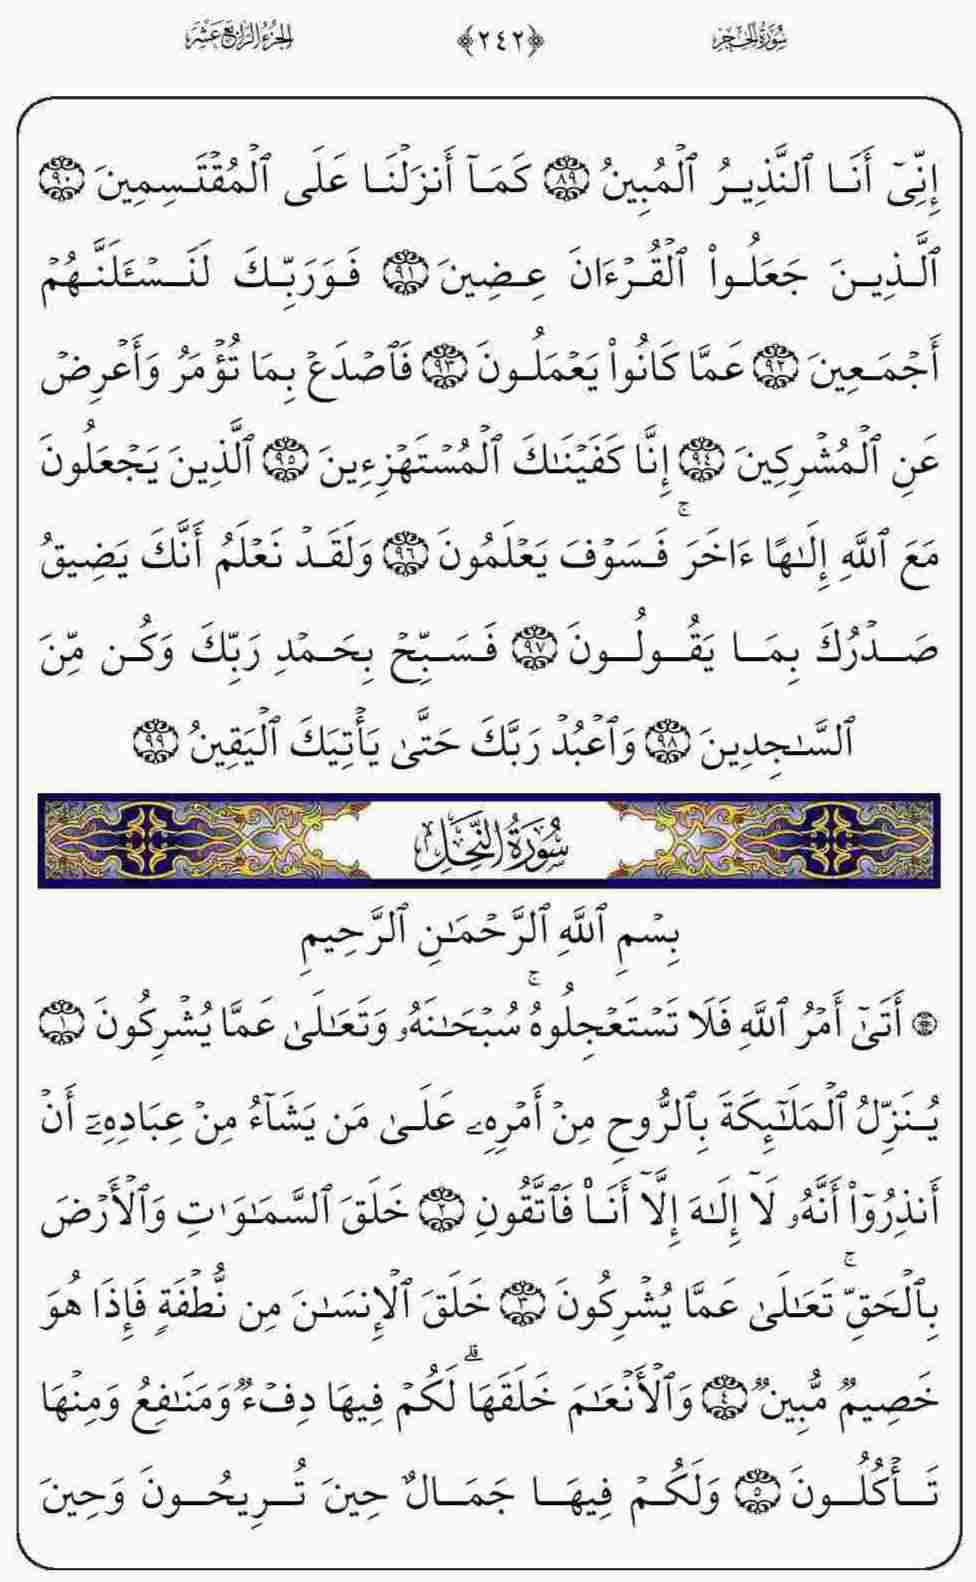 سُورَةُ الحِجْرِ ﴿٢٤٢﴾ الجُزْءُ الرَّابِعَ عَشَرَ
إِنِّىٓ أَنَا ٱلنَّذِيرُ ٱلْمُبِينُ ٨٩ كَمَآ أَنزَلْنَا عَلَى ٱلْمُقْتَسِمِينَ ٩٠
ٱلَّذِينَ جَعَلُوا۟ ٱلْقُرْءَانَ عِضِينَ ٩١ فَوَرَبِّكَ لَنَسْـَٔلَنَّهُمْ
أَجْمَعِينَ ٩٢ عَمَّا كَانُوا۟ يَعْمَلُونَ ٩٣ فَٱصْدَعْ بِمَا تُؤْمَرُ وَأَعْرِضْ
عَنِ ٱلْمُشْرِكِينَ ٩٤ إِنَّا كَفَيْنَـٰكَ ٱلْمُسْتَهْزِءِينَ ٩٥ ٱلَّذِينَ يَجْعَلُونَ
مَعَ ٱللَّهِ إِلَـٰهًا ءَاخَرَ ۚ فَسَوْفَ يَعْلَمُونَ ٩٦ وَلَقَدْ نَعْلَمُ أَنَّكَ يَضِيقُ
صَدْرُكَ بِمَا يَقُولُونَ ٩٧ فَسَبِّحْ بِحَمْدِ رَبِّكَ وَكُن مِّنَ
ٱلسَّـٰجِدِينَ ٩٨ وَٱعْبُدْ رَبَّكَ حَتَّىٰ يَأْتِيَكَ ٱلْيَقِينُ ٩٩
سُورَةُ النَّحْلِ
بِسْمِ ٱللَّهِ ٱلرَّحْمَـٰنِ ٱلرَّحِيمِ
۞ أَتَىٰٓ أَمْرُ ٱللَّهِ فَلَا تَسْتَعْجِلُوهُ ۚ سُبْحَـٰنَهُۥ وَتَعَـٰلَىٰ عَمَّا يُشْرِكُونَ ١
يُنَزِّلُ ٱلْمَلَـٰٓئِكَةَ بِٱلرُّوحِ مِنْ أَمْرِهِۦ عَلَىٰ مَن يَشَآءُ مِنْ عِبَادِهِۦٓ أَنْ
أَنذِرُوٓا۟ أَنَّهُۥ لَآ إِلَـٰهَ إِلَّآ أَنَا۠ فَٱتَّقُونِ ٢ خَلَقَ ٱلسَّمَـٰوَٰتِ وَٱلْأَرْضَ
بِٱلْحَقِّ ۚ تَعَـٰلَىٰ عَمَّا يُشْرِكُونَ ٣ خَلَقَ ٱلْإِنسَـٰنَ مِن نُّطْفَةٍ فَإِذَا هُوَ
خَصِيمٌ مُّبِينٌ ٤ وَٱلْأَنْعَـٰمَ خَلَقَهَا ۗ لَكُمْ فِيهَا دِفْءٌ وَمَنَـٰفِعُ وَمِنْهَا
تَأْكُلُونَ ٥ وَلَكُمْ فِيهَا جَمَالٌ حِينَ تُرِيحُونَ وَحِينَ